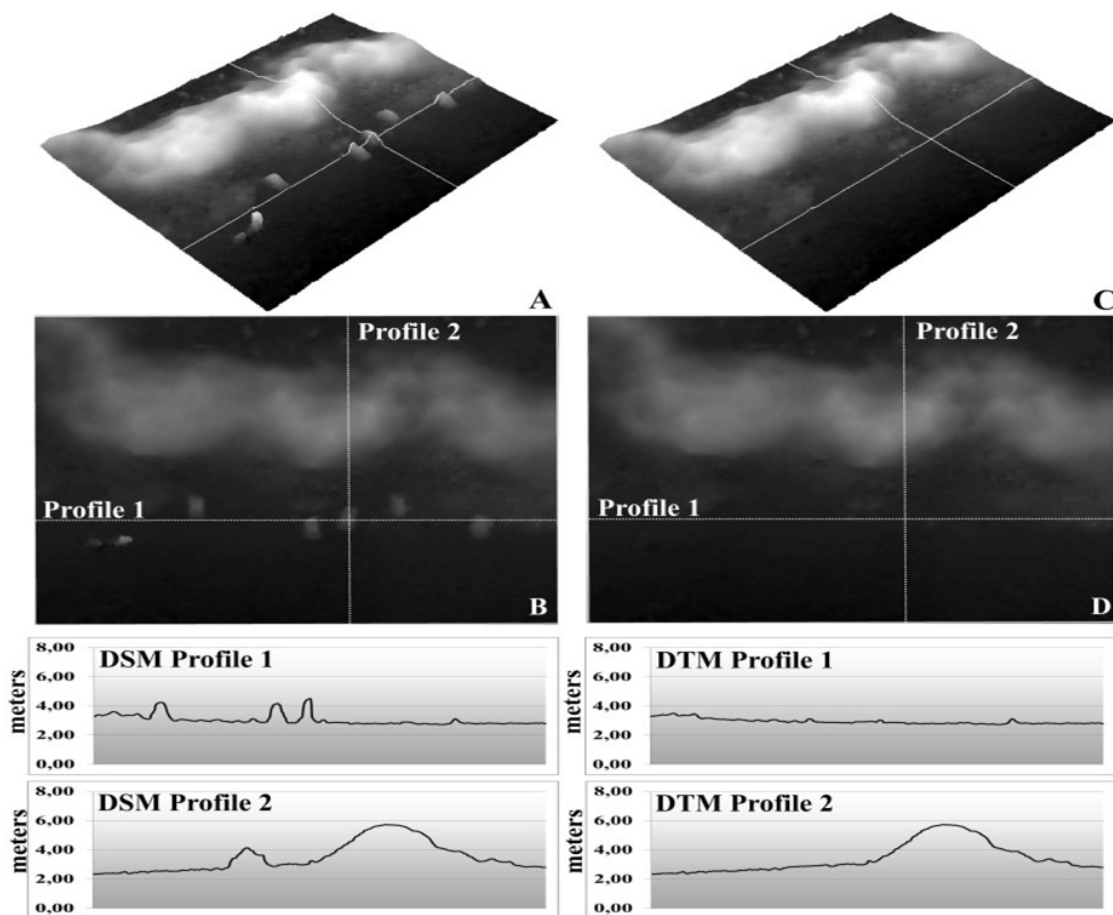 A
C
Profile 2
Profile 1
B
Profile 2
Profile 1
D
DSM Profile 1
meters
8,00
6,00
4,00
2,00
0,00
DTM Profile 1
meters
8,00
6,00
4,00
2,00
0,00
DSM Profile 2
meters
8,00
6,00
4,00
2,00
0,00
DTM Profile 2
meters
8,00
6,00
4,00
2,00
0,00